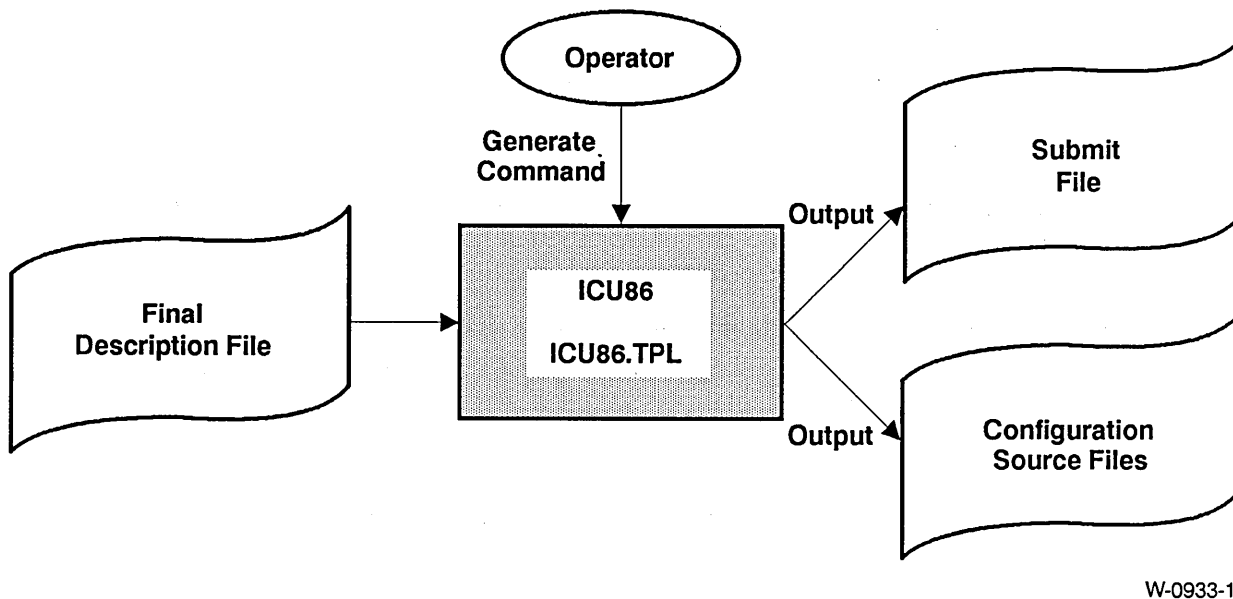 Operator
Generate
Command
Submit
File
Output
Final
Description File
ICU86
ICU86.TPL
Output
Configuration
Source Files
W-0933-1